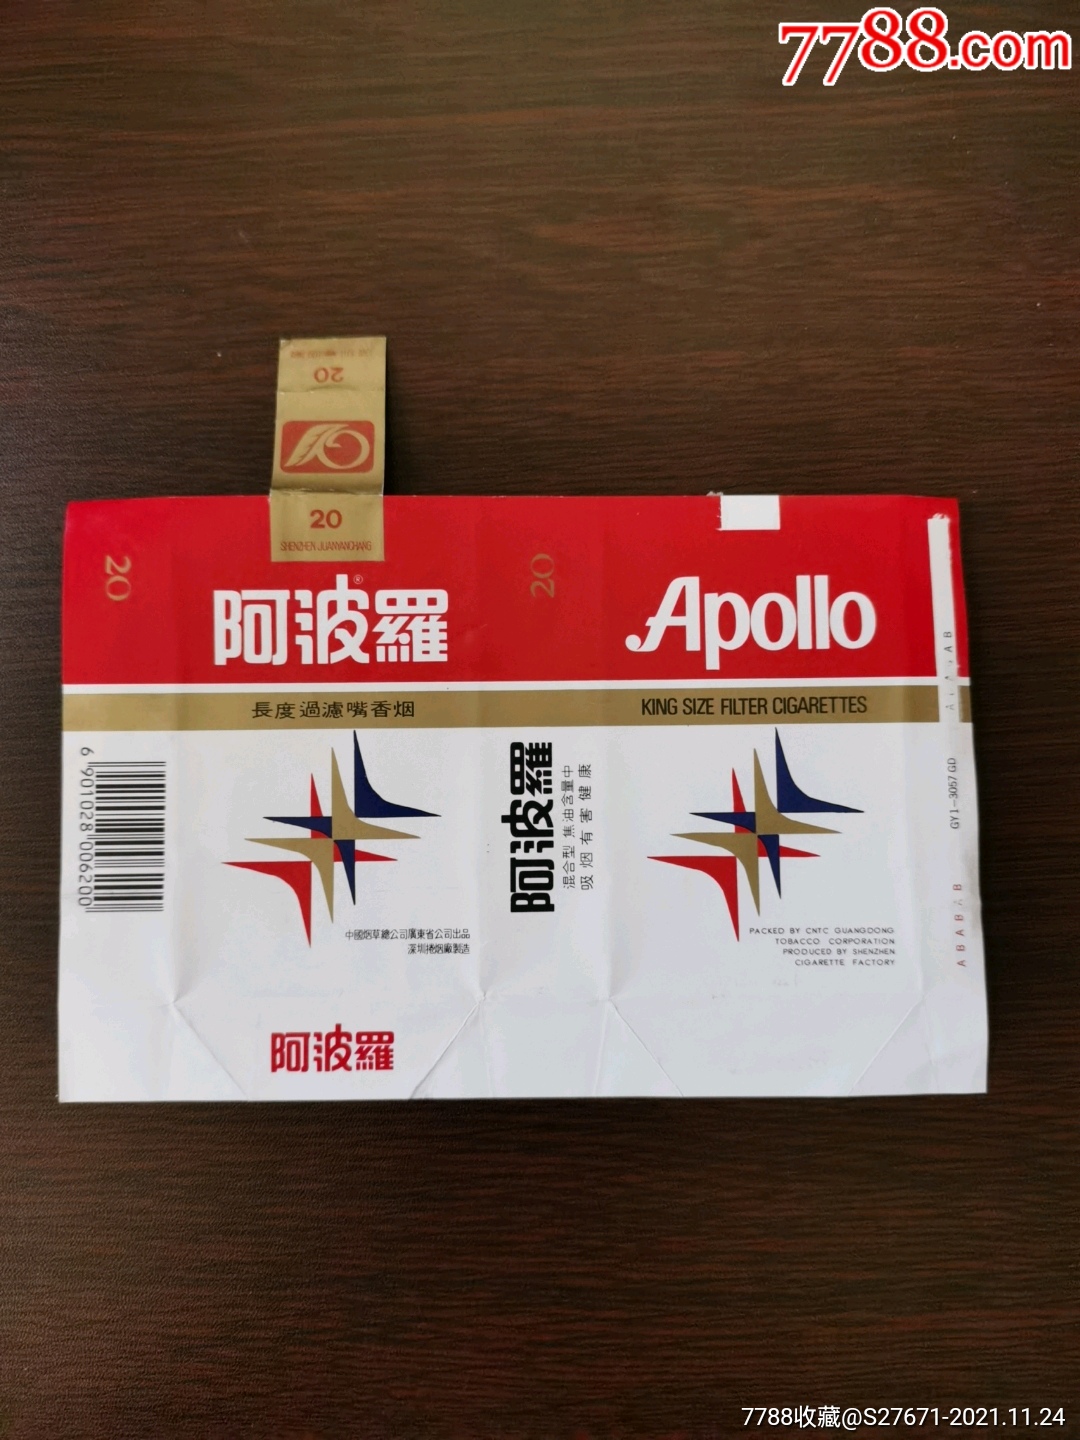 7788.com
20
20
SHENZHEN JUANYANCHANG
20
20
阿波羅®
Apollo
長度過濾嘴香烟
KING SIZE FILTER CIGARETTES
6 901028 006200
阿波羅
混合型 焦油含量中
吸烟有害健康
中國烟草總公司廣東省公司出品
深圳捲烟廠製造
PACKED BY CNTC GUANGDONG
TOBACCO CORPORATION
PRODUCED BY SHENZHEN
CIGARETTE FACTORY
GY1-3057 GD
ABABAB
阿波羅
7788收藏@S27671-2021.11.24